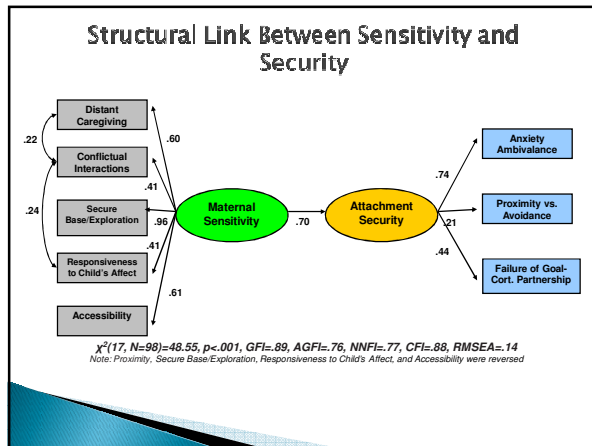 Structural Link Between Sensitivity and
Security
Distant
Caregiving
.22
.60
Conflictual
Interactions
.41
Anxiety
Ambivalance
.74
Secure
Base/Exploration
.96
Maternal
Sensitivity
.70
Attachment
Security
.21
Proximity vs.
Avoidance
.24
.41
.44
Responsiveness
to Child's Affect
Failure of Goal-
Cort. Partnership
.61
Accessibility
χ²(17, N=98)=48.55, p<.001, GFI=.89, AGFI=.76, NNFI=.77, CFI=.88, RMSEA=.14
Note: Proximity, Secure Base/Exploration, Responsiveness to Child's Affect, and Accessibility were reversed